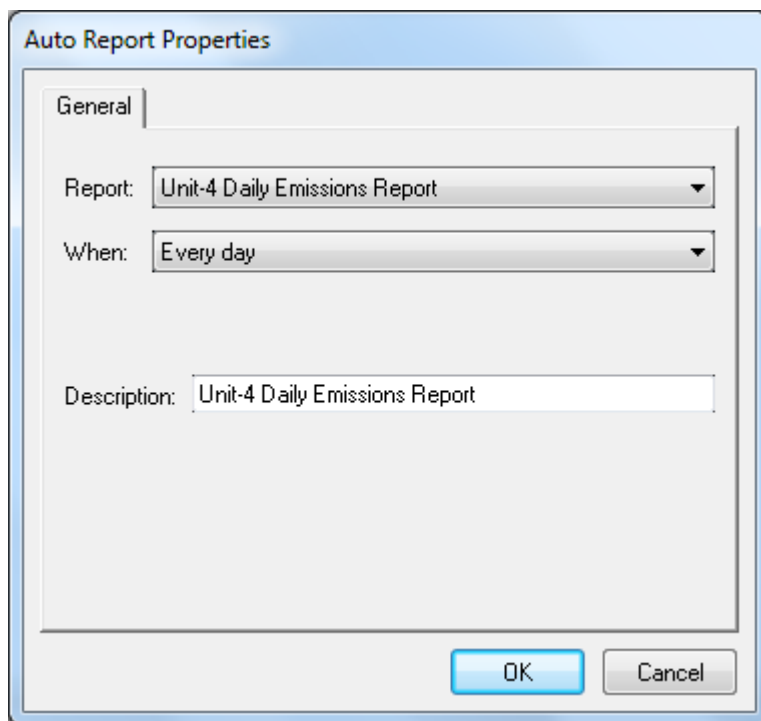 Auto Report Properties
General
Report: Unit-4 Daily Emissions Report
When: Every day
Description: Unit-4 Daily Emissions Report
OK Cancel